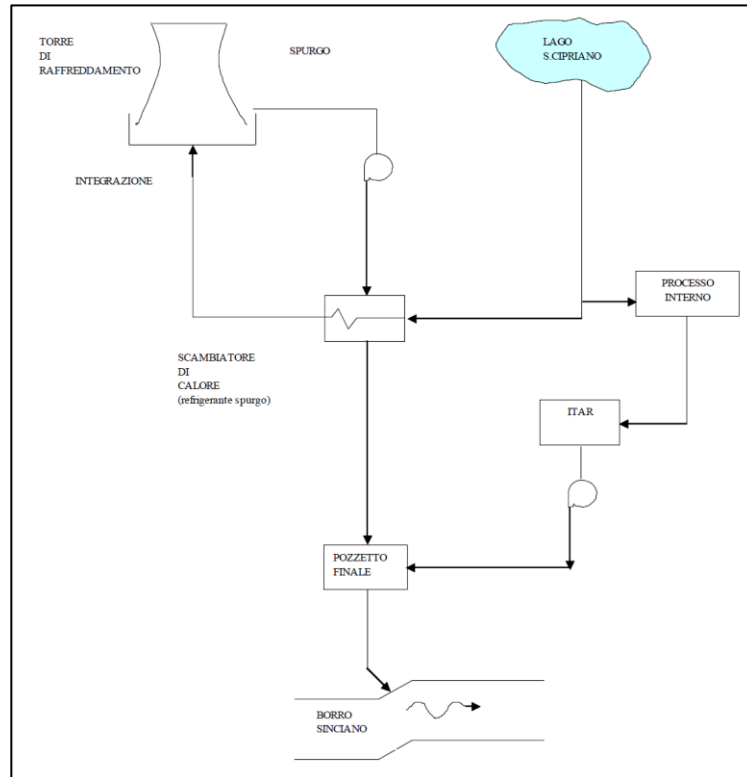 TORRE
DI
RAFFREDDAMENTO
SPURGO
LAGO
S.CIPRIANO
INTEGRAZIONE
PROCESSO
INTERNO
SCAMBIATORE
DI
CALORE
(refrigerante spurgo)
ITAR
POZZETTO
FINALE
BORRO
SINCIANO